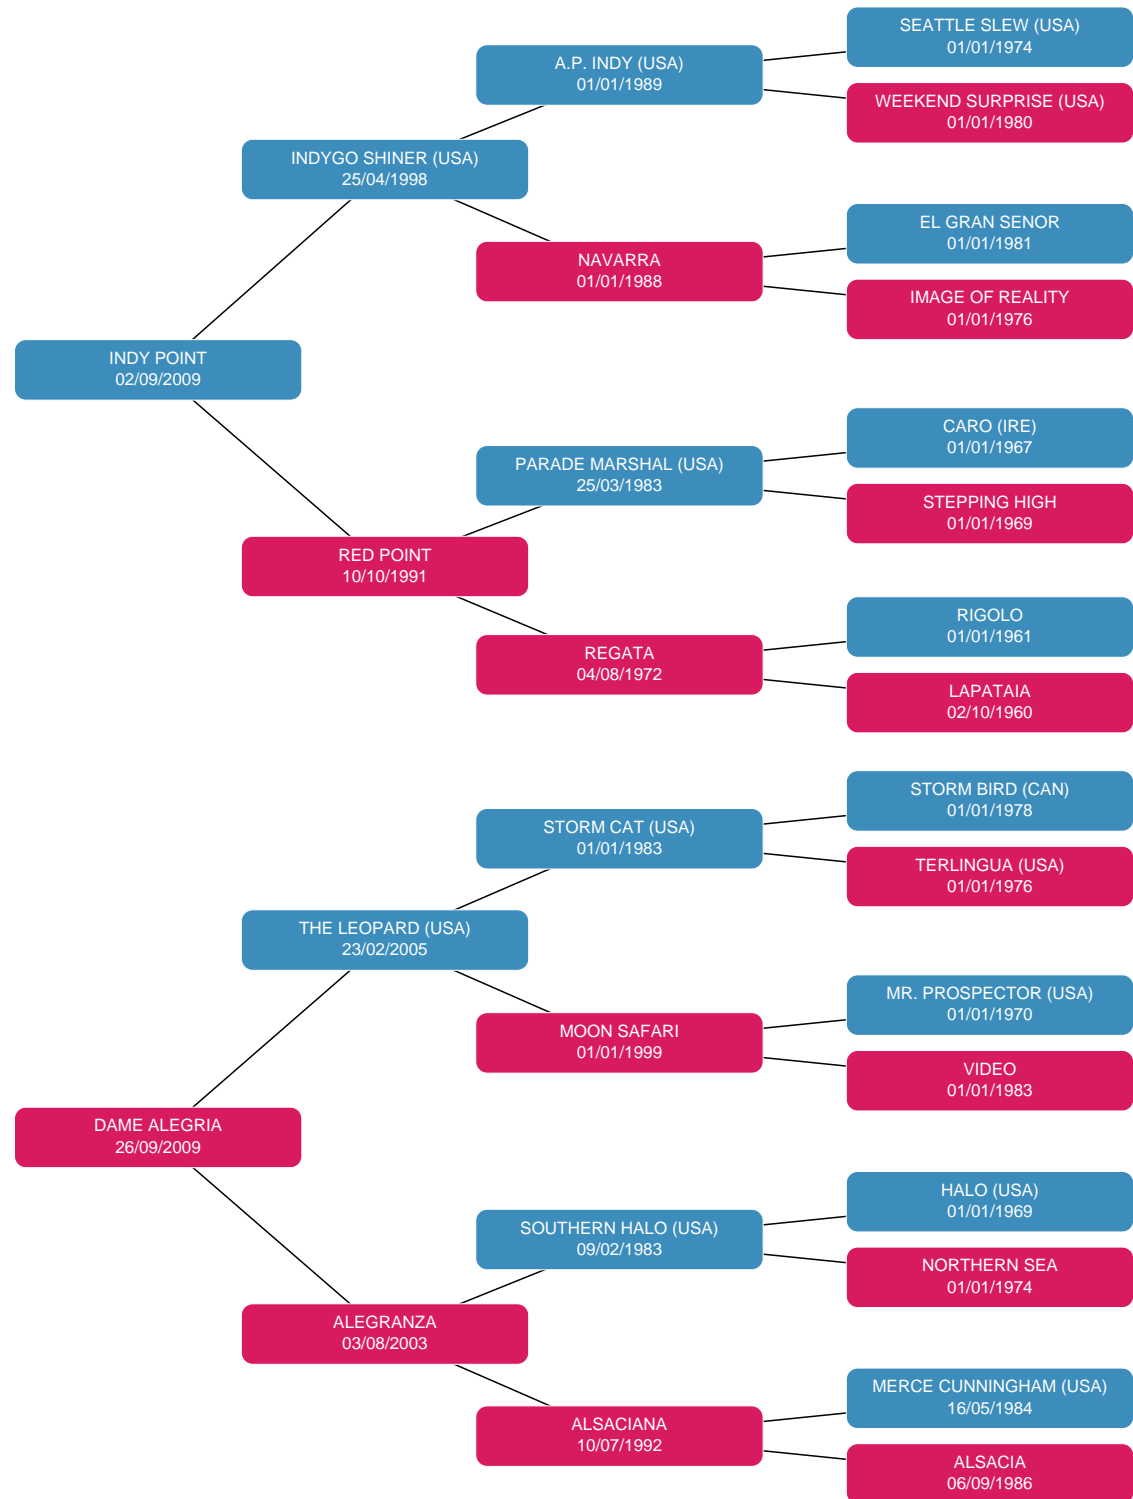 SEATTLE SLEW (USA)
01/01/1974
A.P. INDY (USA)
01/01/1989
WEEKEND SURPRISE (USA)
01/01/1980
INDYGO SHINER (USA)
25/04/1998
EL GRAN SENOR
01/01/1981
NAVARRA
01/01/1988
IMAGE OF REALITY
01/01/1976
INDY POINT
02/09/2009
CARO (IRE)
01/01/1967
PARADE MARSHAL (USA)
25/03/1983
STEPPING HIGH
01/01/1969
RED POINT
10/10/1991
RIGOLO
01/01/1961
REGATA
04/08/1972
LAPATAIA
02/10/1960
STORM BIRD (CAN)
01/01/1978
STORM CAT (USA)
01/01/1983
TERLINGUA (USA)
01/01/1976
THE LEOPARD (USA)
23/02/2005
MR. PROSPECTOR (USA)
01/01/1970
MOON SAFARI
01/01/1999
VIDEO
01/01/1983
DAME ALEGRIA
26/09/2009
HALO (USA)
01/01/1969
SOUTHERN HALO (USA)
09/02/1983
NORTHERN SEA
01/01/1974
ALEGRANZA
03/08/2003
MERCE CUNNINGHAM (USA)
16/05/1984
ALSACIANA
10/07/1992
ALSACIA
06/09/1986